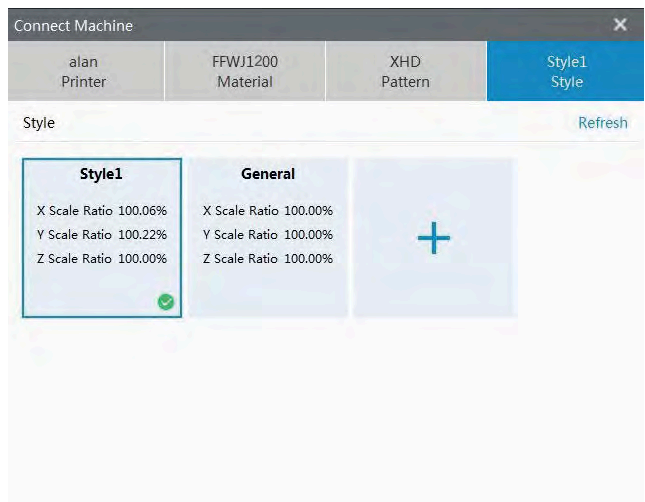 Connect Machine
alan
Printer
FFWJ1200
Material
XHD
Pattern
Style1
Style
Style
Refresh
Style1
X Scale Ratio 100.06%
Y Scale Ratio 100.22%
Z Scale Ratio 100.00%
General
X Scale Ratio 100.00%
Y Scale Ratio 100.00%
Z Scale Ratio 100.00%